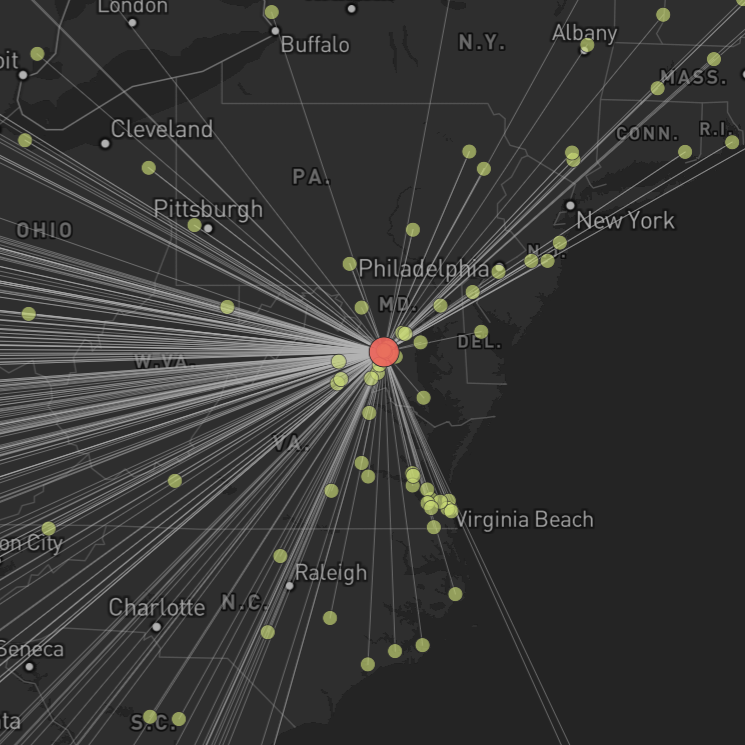 London
Buffalo
N.Y.
Albany
oit
MASS.
Cleveland
CONN.
R.I.
PA.
Pittsburgh
OHIO
New York
Philadelphia
N.J.
MD.
DEL.
W.VA.
VA.
Virginia Beach
on City
Raleigh
Charlotte
N.C.
Seneca
ta
S.C.